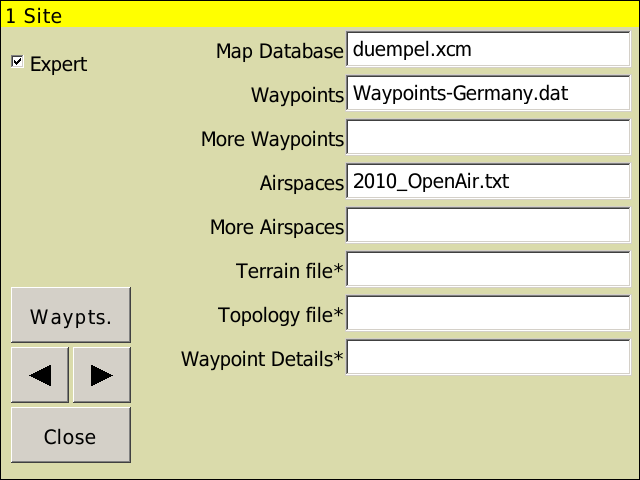 1 Site
Expert
Map Database duempel.xcm
Waypoints Waypoints-Germany.dat
More Waypoints
Airspaces 2010_OpenAir.txt
More Airspaces
Terrain file*
Topology file*
Waypoint Details*
Waypts.
Close